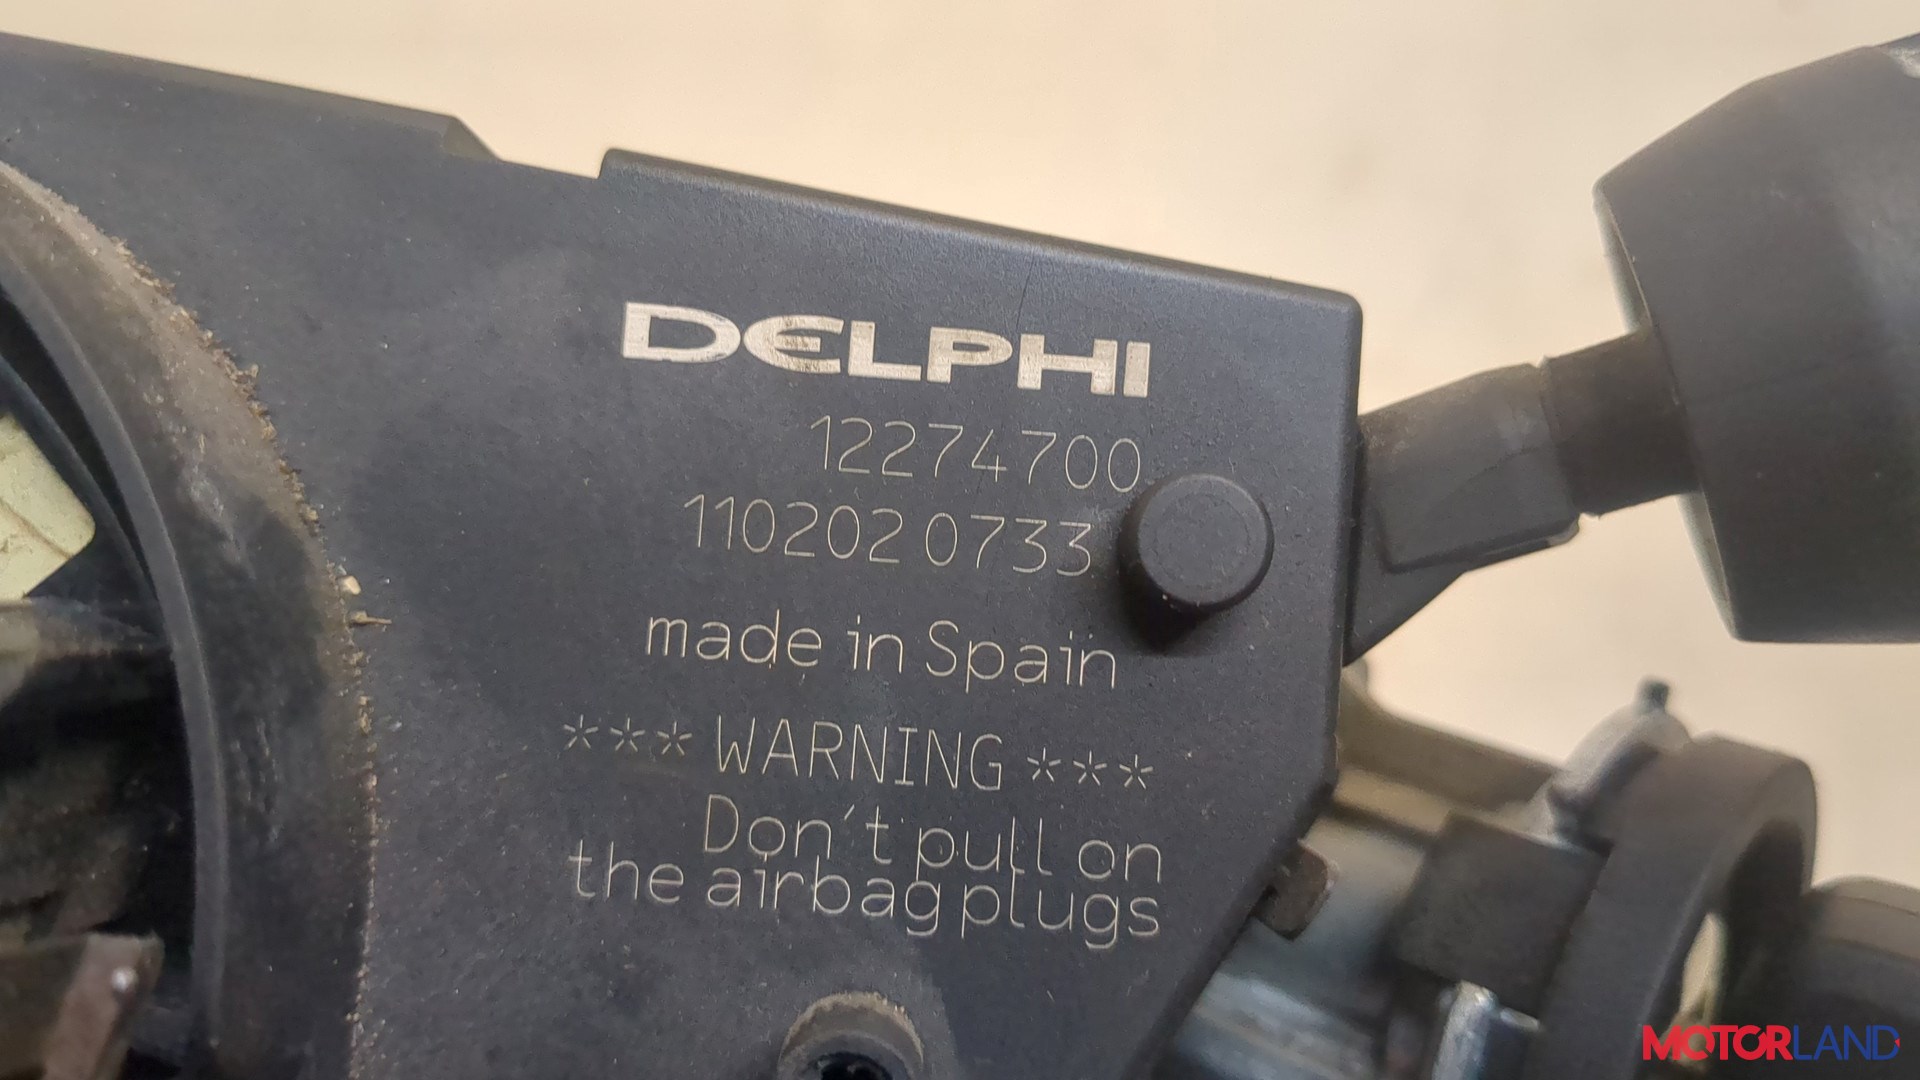 DELPHI
12274700
110202 0733
made in Spain
*** WARNING ***
Don't pull on
the airbag plugs
MOTORLAND